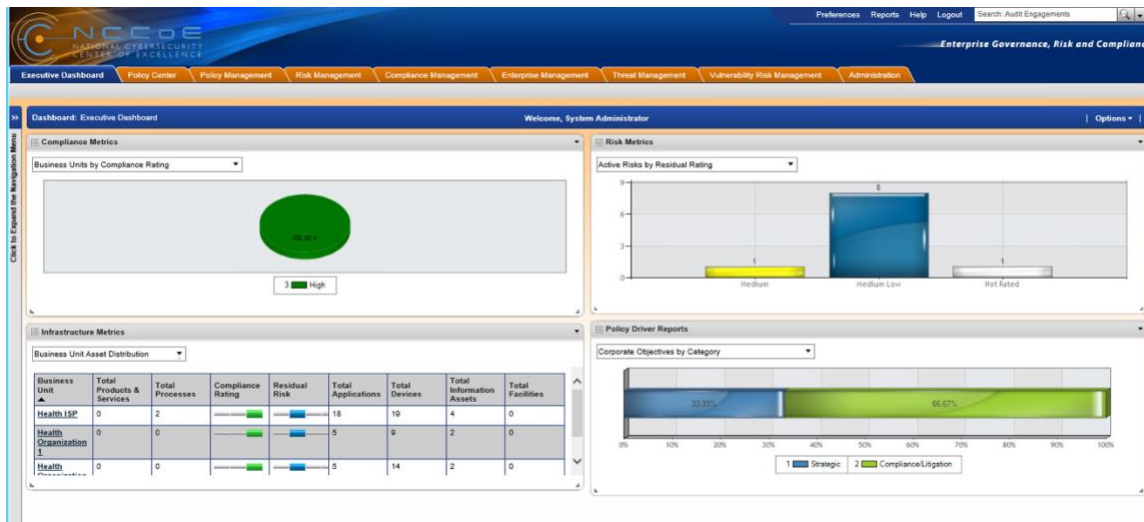 Preferences Reports Help Logout Search: Audit Engagements
NCCoE
NATIONAL CYBERSECURITY
CENTER OF EXCELLENCE
Enterprise Governance, Risk and Complianc
Executive Dashboard Policy Center Policy Management Risk Management Compliance Management Enterprise Management Threat Management Vulnerability Risk Management Administration
Dashboard: Executive Dashboard Welcome, System Administrator | Options |
Click to Expand the Navigation Menu
Compliance Metrics
Business Units by Compliance Rating
3 High
Risk Metrics
Active Risks by Residual Rating
9
6
3
0
1 8 1
Medium Medium Low Not Rated
Infrastructure Metrics
Business Unit Asset Distribution
Business Unit Total Products & Services Total Processes Compliance Rating Residual Risk Total Applications Total Devices Total Information Assets Total Facilities
Health ISP 0 2 18 19 4 0
Health Organization 1 0 0 5 9 2 0
Health 0 0 5 14 2 0
Policy Driver Reports
Corporate Objectives by Category
33.33% 66.67%
0% 10% 20% 30% 40% 50% 60% 70% 80% 90% 100%
1 Strategic 2 Compliance/Litigation